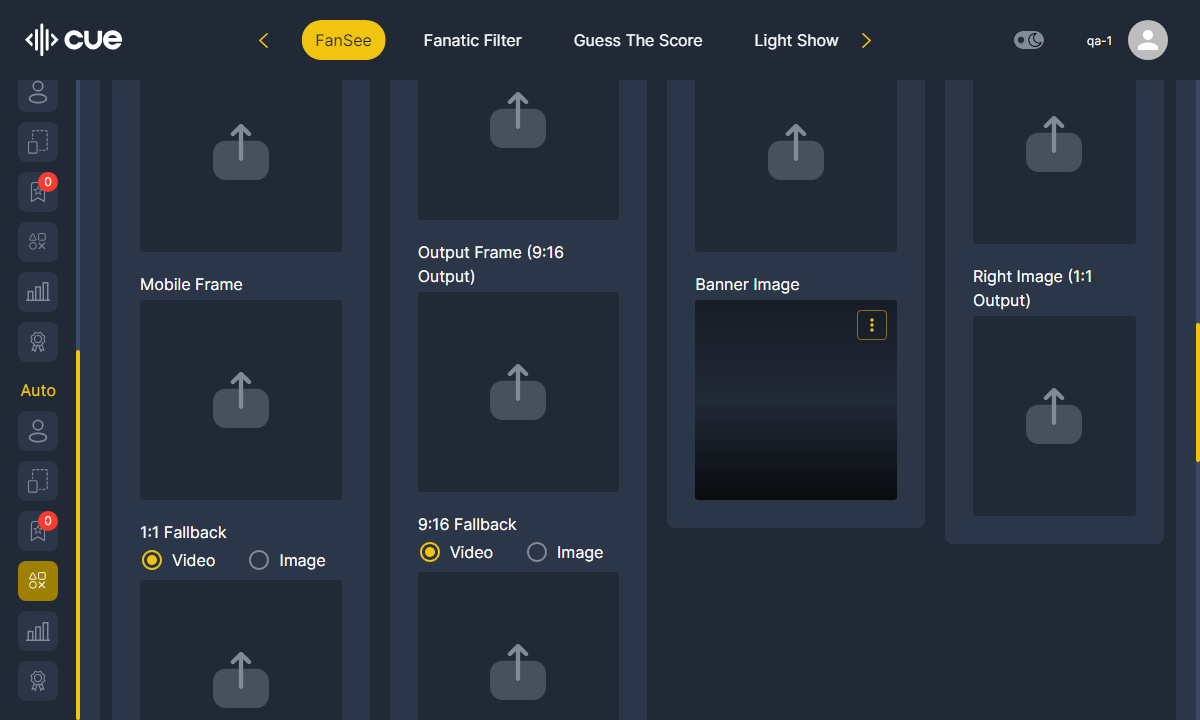 cue
FanSee
Fanatic Filter
Guess The Score
Light Show
qa-1
0
Auto
0
Mobile Frame
1:1 Fallback
Video
Image
Output Frame (9:16
Output)
9:16 Fallback
Video
Image
Banner Image
Right Image (1:1
Output)